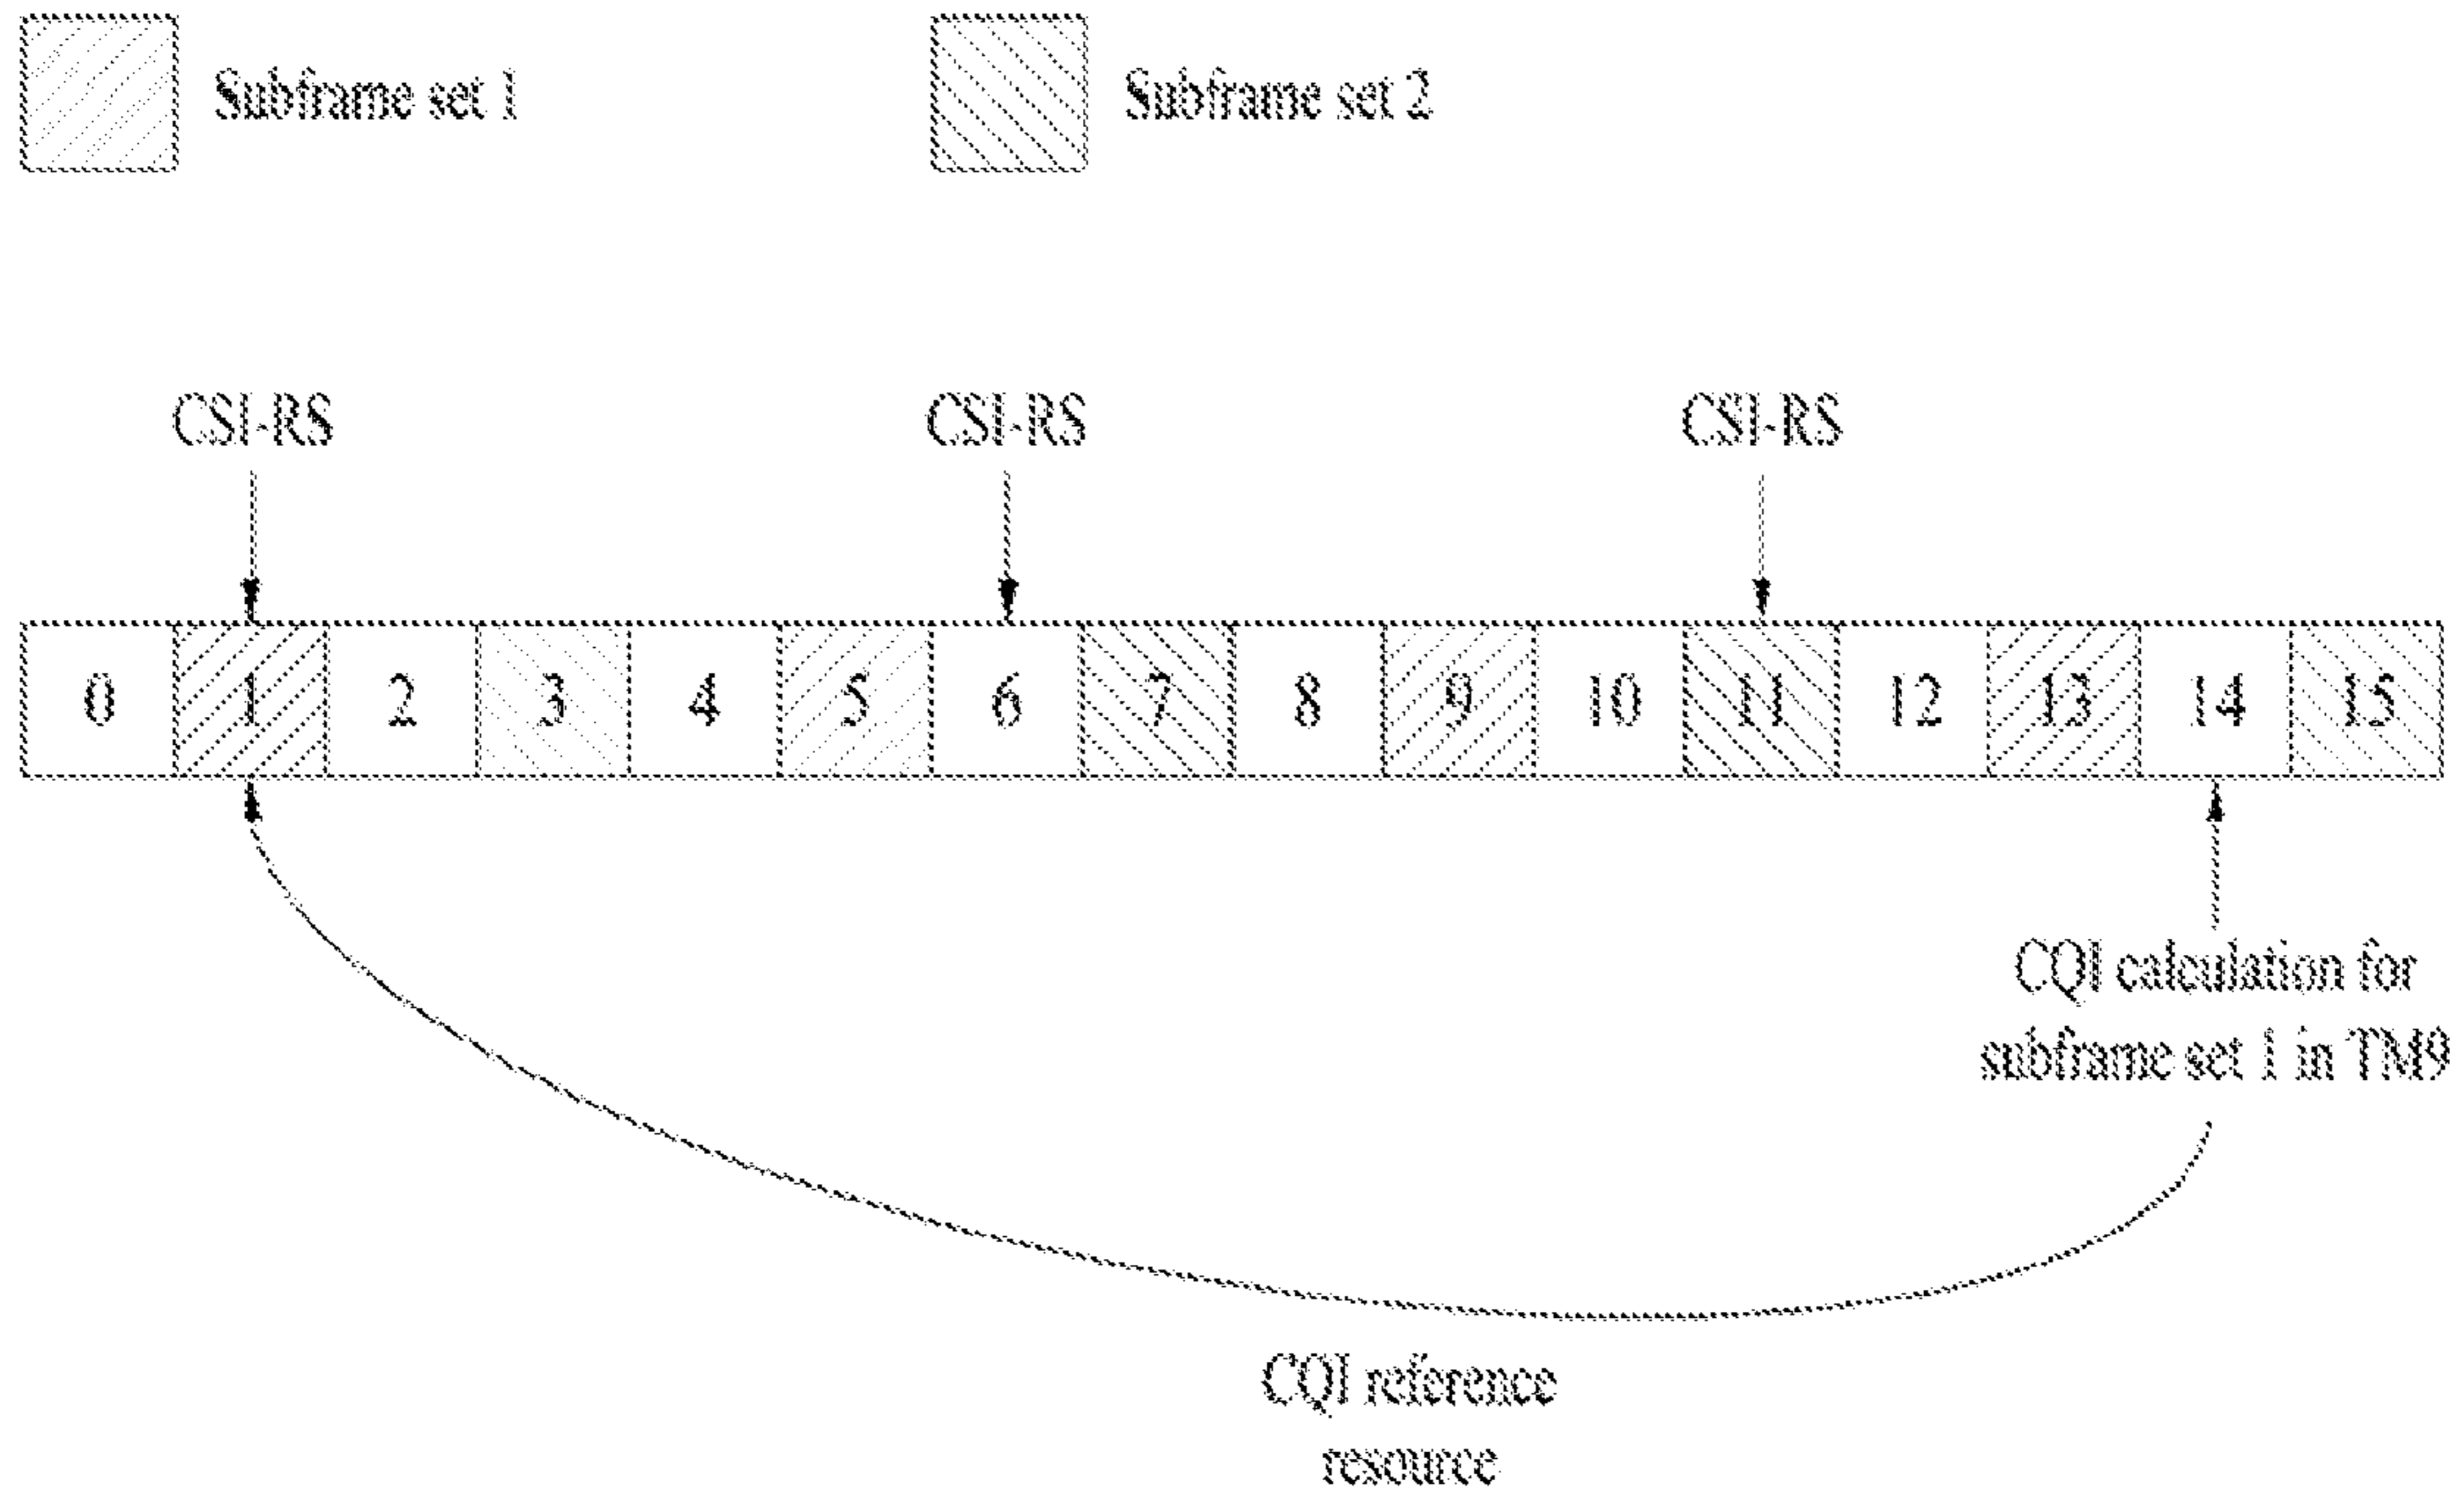 Subframe set 1
Subframe set 2
CSI-RS
CSI-RS
CSI-RS
0 1 2 3 4 5 6 7 8 9 10 11 12 13 14 15
CQI calculation for
subframe set 1 in TM9
CQI reference
resource